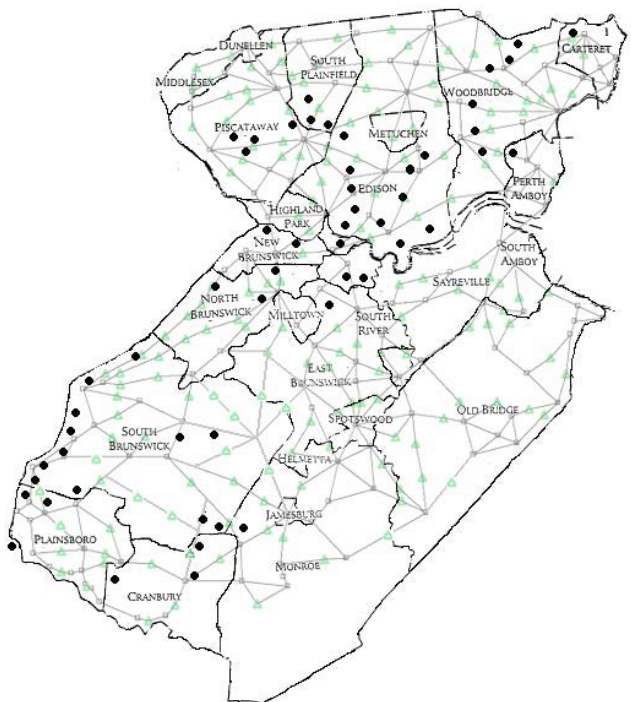 DUNELLEN
SOUTH
PLAINFIELD
CARTERET
MIDDLESEX
WOODBRIDGE
PISCATAWAY
METUCHEN
EDISON
PERTH
AMBOY
HIGHLAND
PARK
NEW
BRUNSWICK
SOUTH
AMBOY
SAYREVILLE
NORTH
BRUNSWICK
MILLTOWN
SOUTH
RIVER
EAST
BRUNSWICK
OLD BRIDGE
SPOTSWOOD
SOUTH
BRUNSWICK
HELMETTA
JAMESBURG
PLAINSBORO
MONROE
CRANBURY